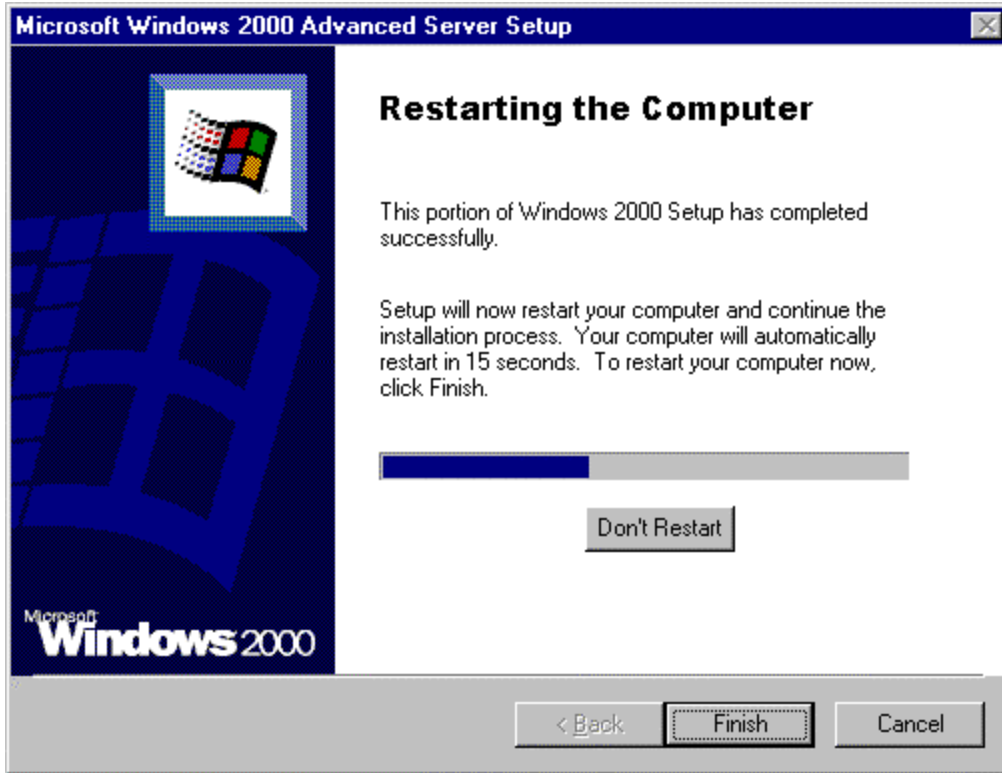 Microsoft Windows 2000 Advanced Server Setup
Restarting the Computer
This portion of Windows 2000 Setup has completed
successfully.
Setup will now restart your computer and continue the
installation process.  Your computer will automatically
restart in 15 seconds.  To restart your computer now,
click Finish.
Don't Restart
Microsoft
Windows 2000
< Back
Finish
Cancel